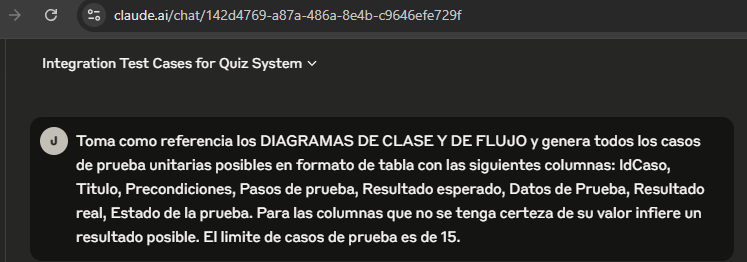 claude.ai/chat/142d4769-a87a-486a-8e4b-c9646efe729f
Integration Test Cases for Quiz System
J
Toma como referencia los DIAGRAMAS DE CLASE Y DE FLUJO y genera todos los casos
de prueba unitarias posibles en formato de tabla con las siguientes columnas: IdCaso,
Titulo, Precondiciones, Pasos de prueba, Resultado esperado, Datos de Prueba, Resultado
real, Estado de la prueba. Para las columnas que no se tenga certeza de su valor infiere un
resultado posible. El limite de casos de prueba es de 15.